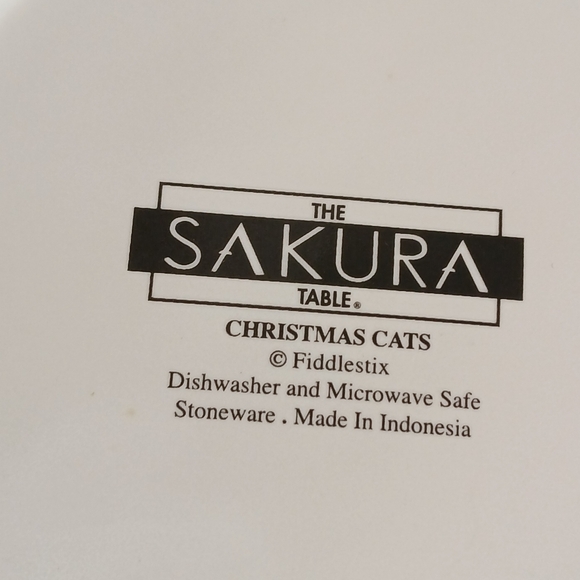 THE
SAKURA
TABLE®
CHRISTMAS CATS
© Fiddlestix
Dishwasher and Microwave Safe
Stoneware . Made In Indonesia